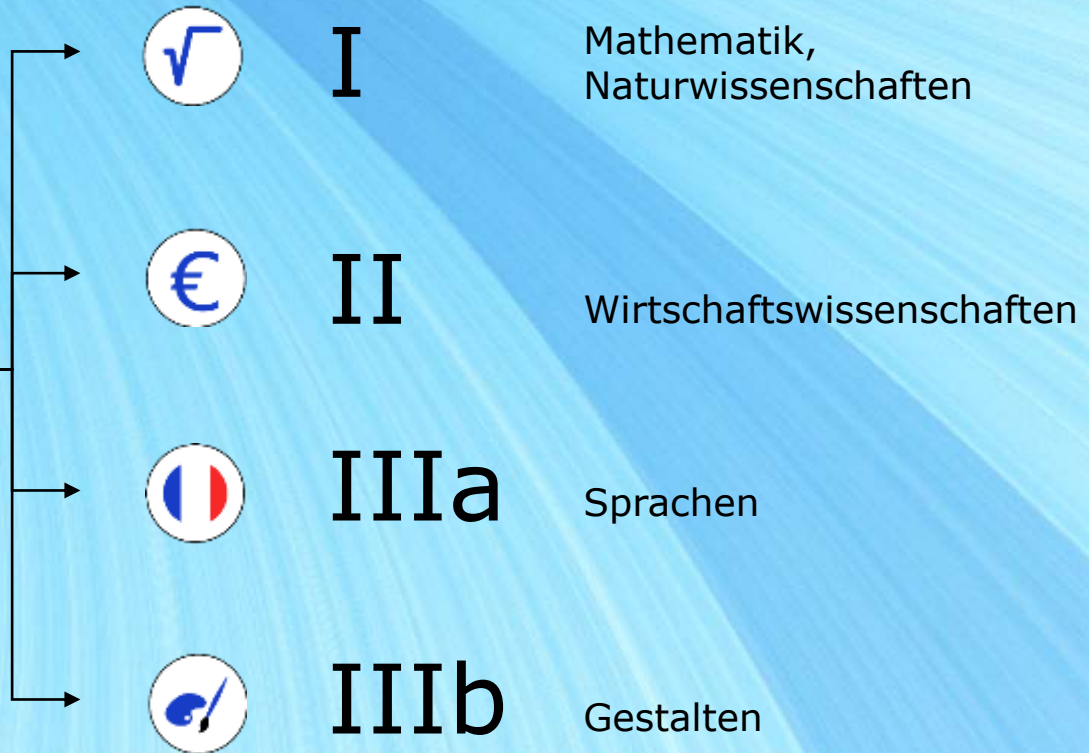 √
I
Mathematik,
Naturwissenschaften
€
II
Wirtschaftswissenschaften
IIIa
Sprachen
IIIb
Gestalten